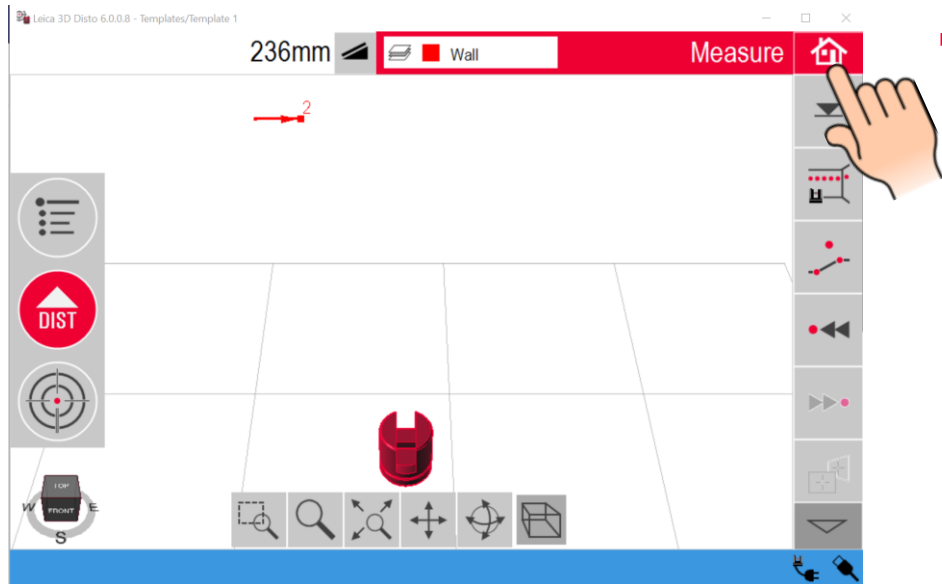 Leica 3D Disto 6.0.0.8 - Templates/Template 1
236mm
Wall
Measure
2
DIST
TOP
W
FRONT
E
S